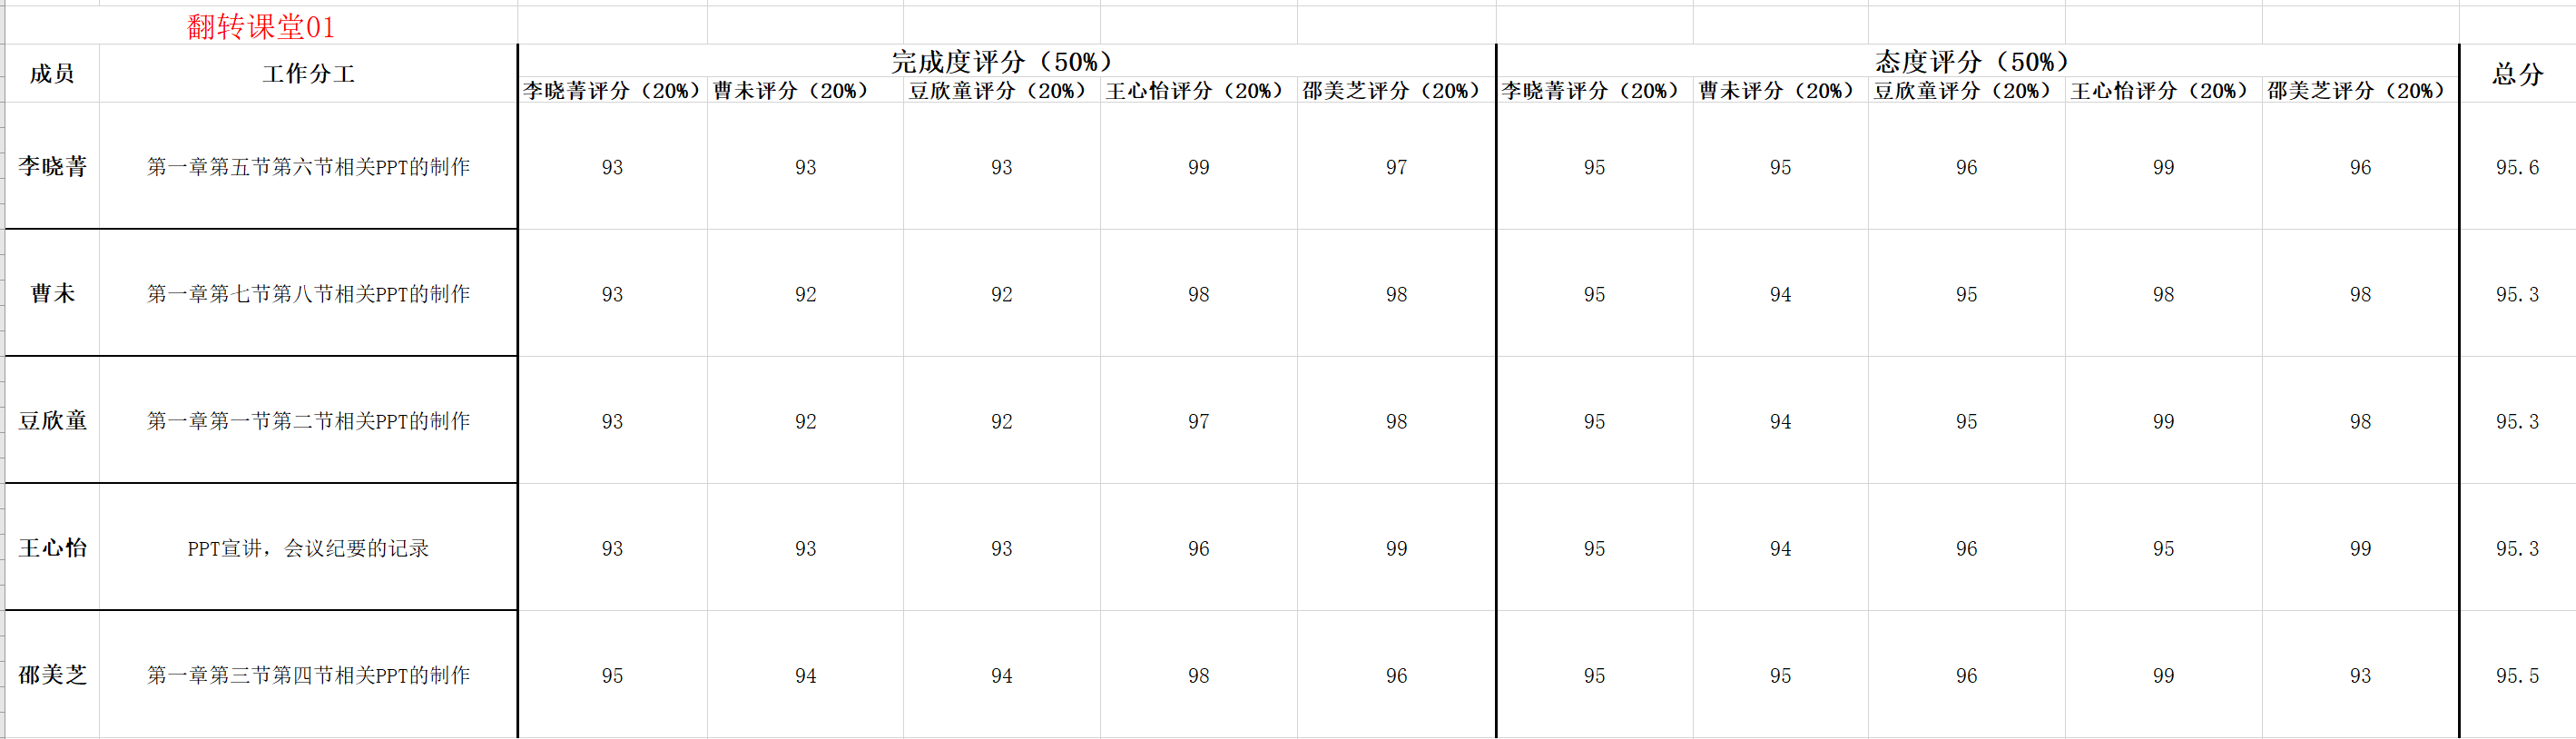 翻转课堂01
成员 工作分工 完成度评分（50%） 态度评分（50%） 总分
李晓菁评分（20%） 曹未评分（20%） 豆欣童评分（20%） 王心怡评分（20%） 邵美芝评分（20%） 李晓菁评分（20%） 曹未评分（20%） 豆欣童评分（20%） 王心怡评分（20%） 邵美芝评分（20%）
李晓菁 第一章第五节第六节相关PPT的制作 93 93 93 99 97 95 95 96 99 96 95.6
曹未 第一章第七节第八节相关PPT的制作 93 92 92 98 98 95 94 95 98 98 95.3
豆欣童 第一章第一节第二节相关PPT的制作 93 92 92 97 98 95 94 95 99 98 95.3
王心怡 PPT宣讲，会议纪要的记录 93 93 93 96 99 95 94 96 95 99 95.3
邵美芝 第一章第三节第四节相关PPT的制作 95 94 94 98 96 95 95 96 99 93 95.5